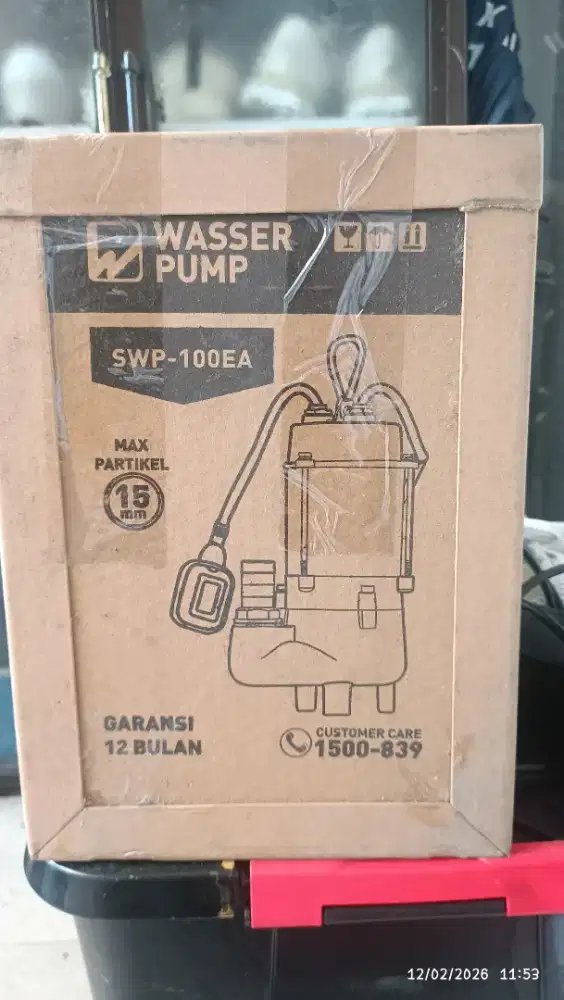 WASSER
PUMP
SWP-100EA
MAX
PARTIKEL
15
mm
GARANSI
12 BULAN
CUSTOMER CARE
1500-839
12/02/2026 11:53